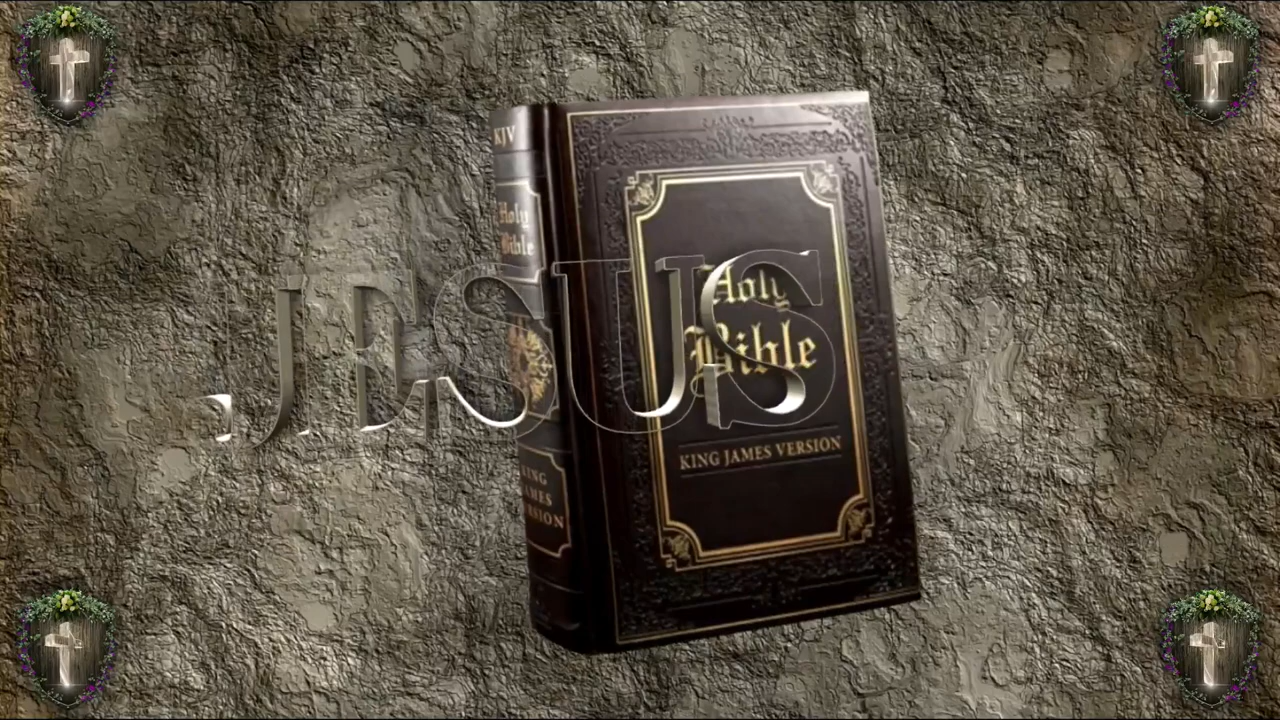 KJV
Holy
Bible
KING
JAMES
VERSION
JESUS
Holy
Bible
KING JAMES VERSION